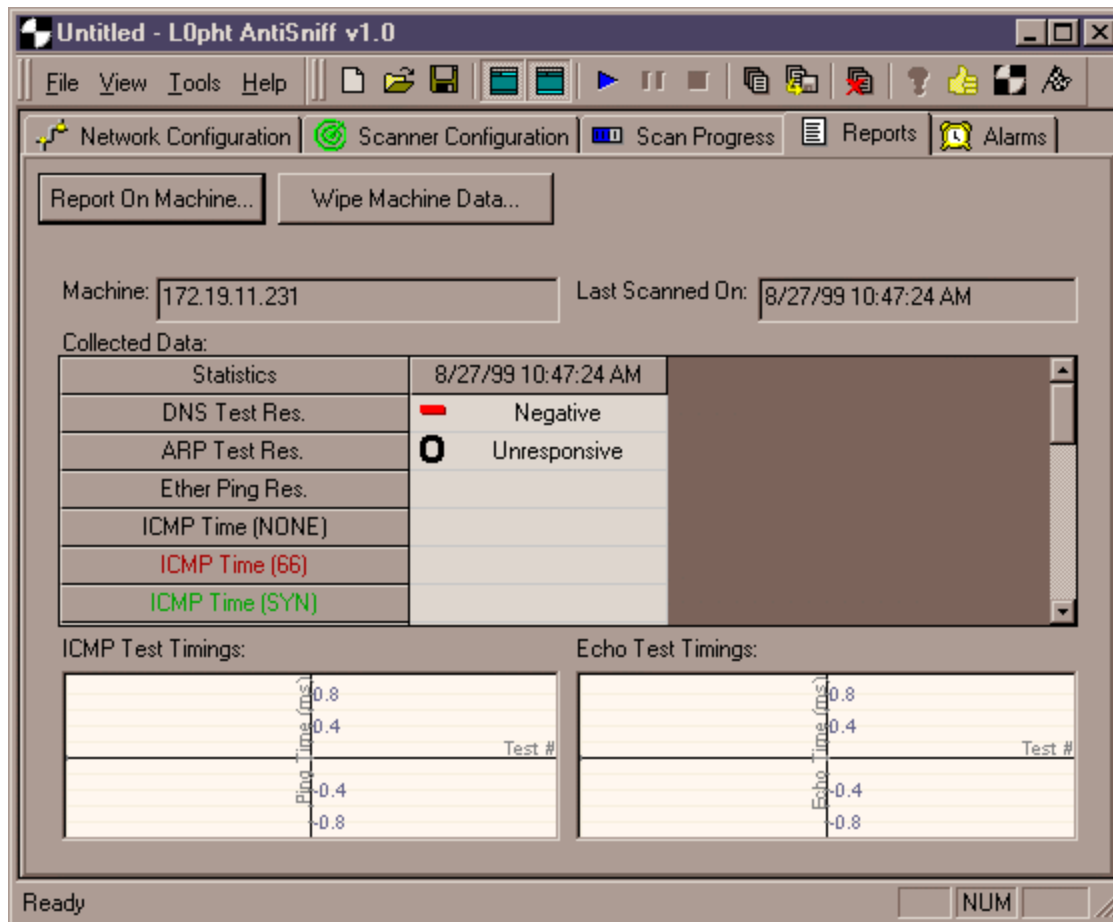 Untitled - L0pht AntiSniff v1.0
File View Tools Help
Network Configuration Scanner Configuration Scan Progress Reports Alarms
Report On Machine... Wipe Machine Data...
Machine: 172.19.11.231 Last Scanned On: 8/27/99 10:47:24 AM
Collected Data:
Statistics 8/27/99 10:47:24 AM
DNS Test Res. Negative
ARP Test Res. Unresponsive
Ether Ping Res.
ICMP Time (NONE)
ICMP Time (66)
ICMP Time (SYN)
ICMP Test Timings: Echo Test Timings:
Ping Time (ms)
0.8
0.4
Test #
-0.4
-0.8
Echo Time (ms)
0.8
0.4
Test #
-0.4
-0.8
Ready NUM